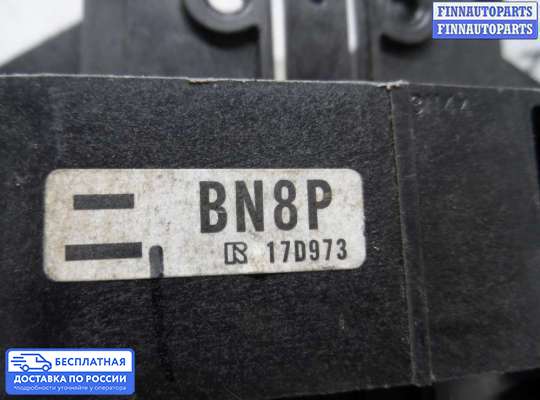 FINNAUTOPARTS
FINNAUTOPARTS
BN8P
17D973
БЕСПЛАТНАЯ
ДОСТАВКА ПО РОССИИ
*подробности уточняйте у оператора